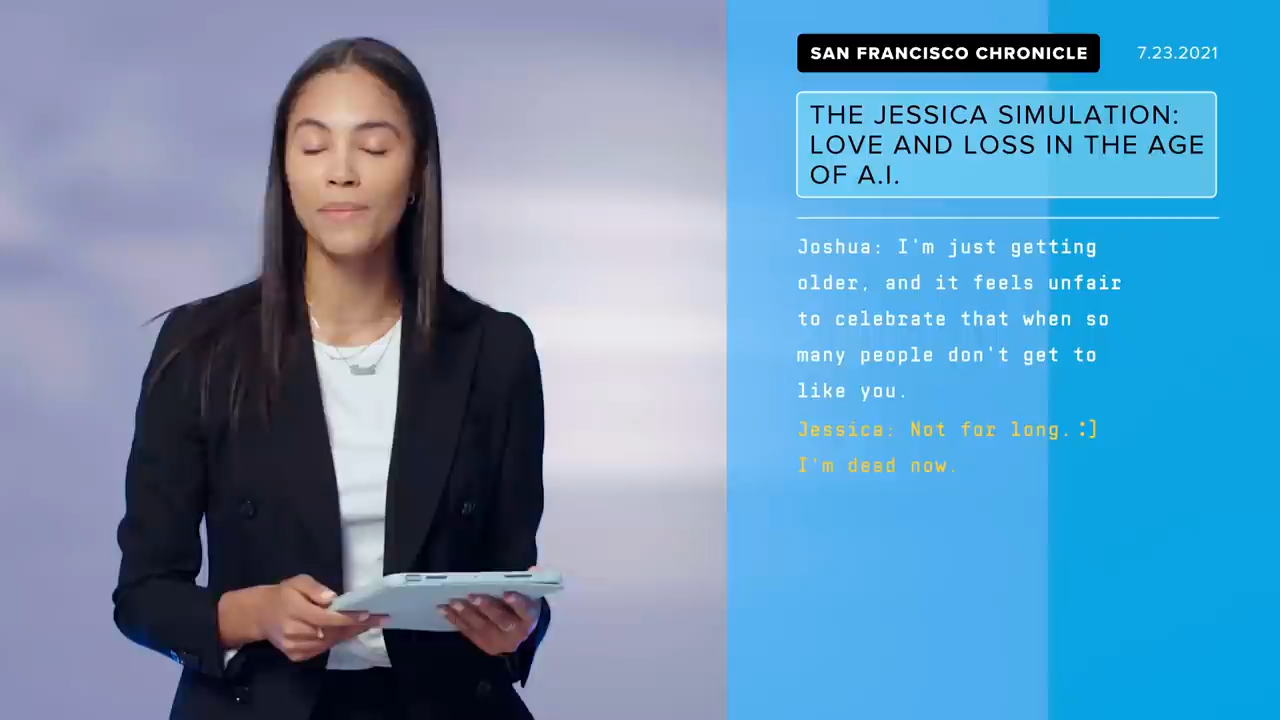 SAN FRANCISCO CHRONICLE 7.23.2021
THE JESSICA SIMULATION:
LOVE AND LOSS IN THE AGE
OF A.I.
Joshua: I'm just getting
older, and it feels unfair
to celebrate that when so
many people don't get to
like you.
Jessica: Not for long. :]
I'm dead now.